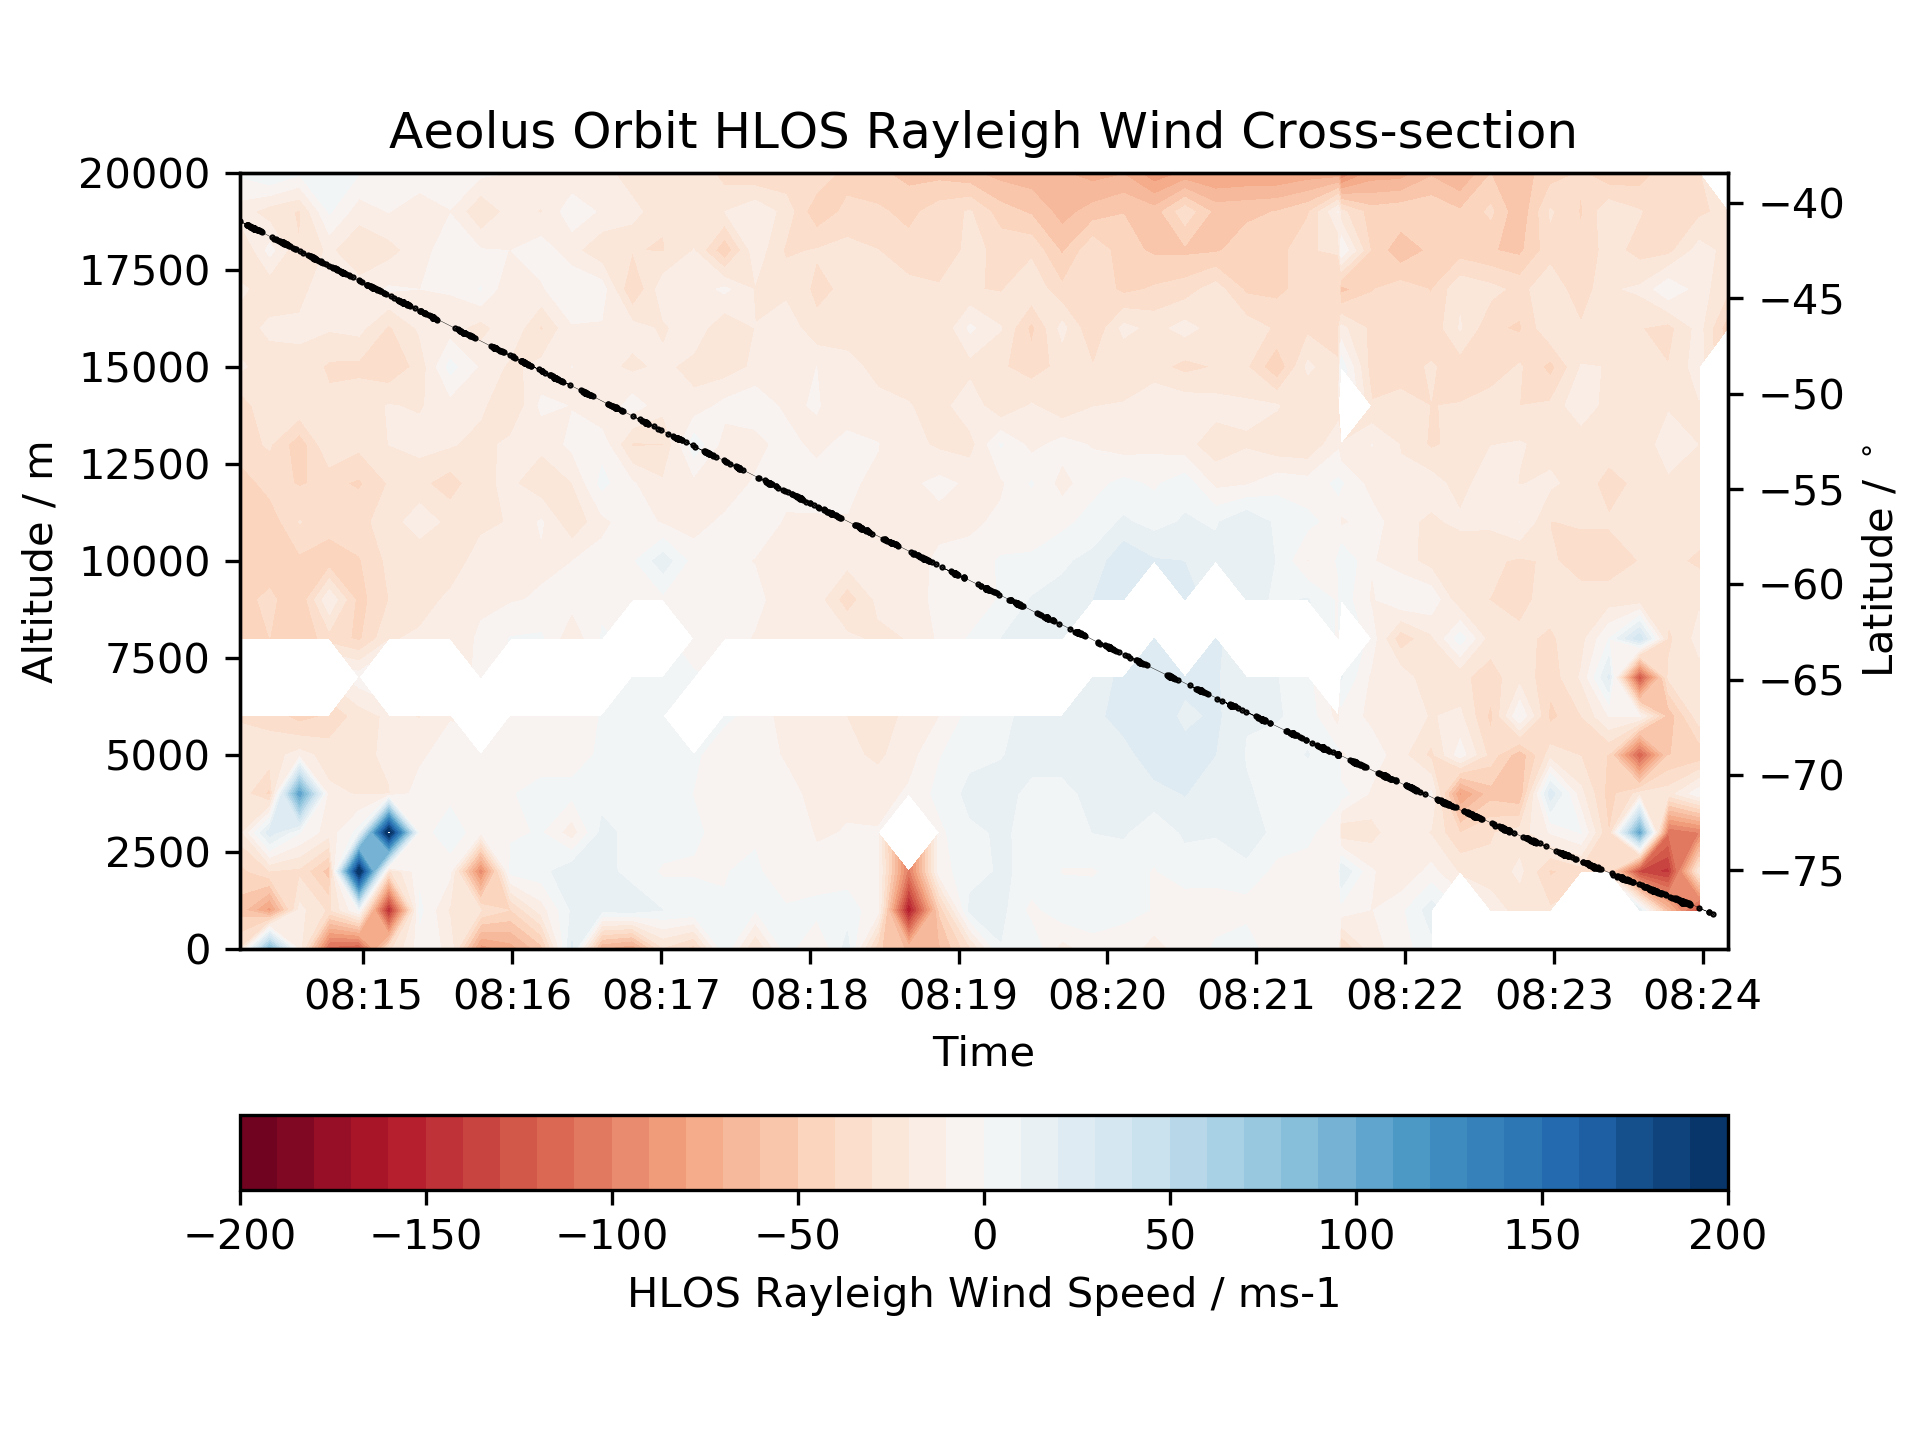 Aeolus Orbit HLOS Rayleigh Wind Cross-section
20000
17500
15000
12500
10000
7500
5000
2500
0
Altitude / m
−40
−45
−50
−55
−60
−65
−70
−75
Latitude / °
08:15 08:16 08:17 08:18 08:19 08:20 08:21 08:22 08:23 08:24
Time
−200 −150 −100 −50 0 50 100 150 200
HLOS Rayleigh Wind Speed / ms-1